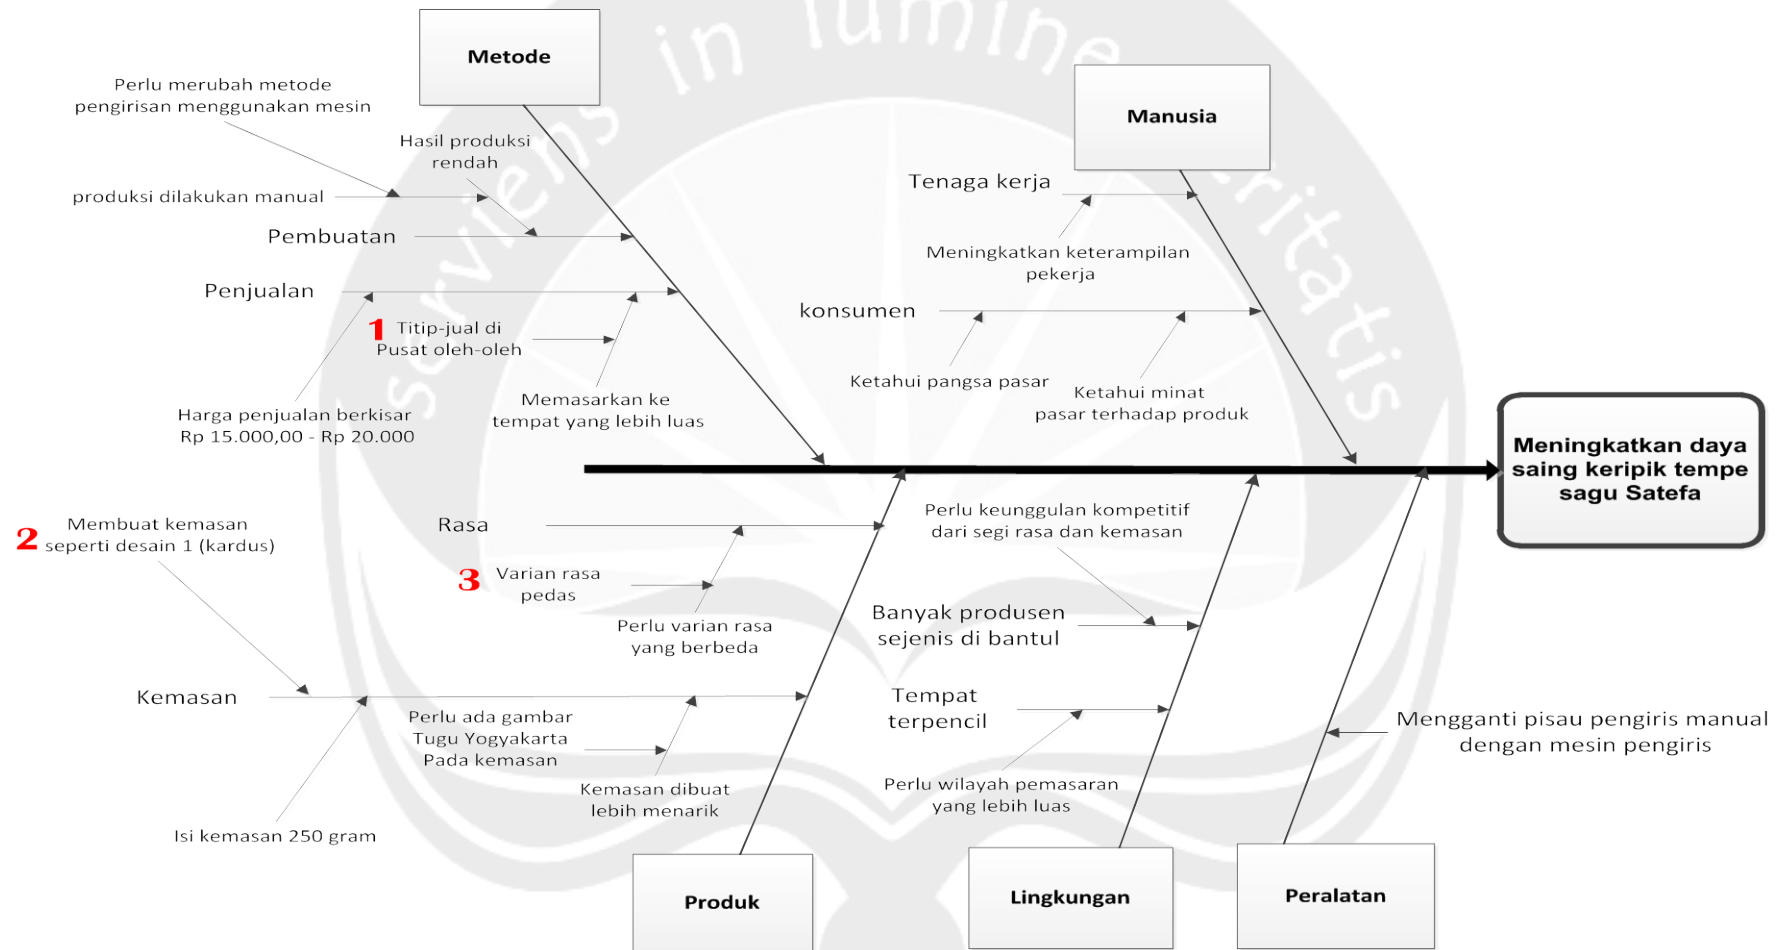 serviens in lumine veritatis
Metode
Perlu merubah metode
pengirisan menggunakan mesin
Hasil produksi
rendah
produksi dilakukan manual
Pembuatan
Penjualan
1
Titip-jual di
Pusat oleh-oleh
Harga penjualan berkisar
Rp 15.000,00 - Rp 20.000
Memasarkan ke
tempat yang lebih luas
Manusia
Tenaga kerja
Meningkatkan keterampilan
pekerja
konsumen
Ketahui pangsa pasar
Ketahui minat
pasar terhadap produk
Meningkatkan daya
saing keripik tempe
sagu Satefa
2
Membuat kemasan
seperti desain 1 (kardus)
Rasa
3
Varian rasa
pedas
Perlu varian rasa
yang berbeda
Kemasan
Perlu ada gambar
Tugu Yogyakarta
Pada kemasan
Kemasan dibuat
lebih menarik
Isi kemasan 250 gram
Produk
Perlu keunggulan kompetitif
dari segi rasa dan kemasan
Banyak produsen
sejenis di bantul
Tempat
terpencil
Perlu wilayah pemasaran
yang lebih luas
Lingkungan
Mengganti pisau pengiris manual
dengan mesin pengiris
Peralatan